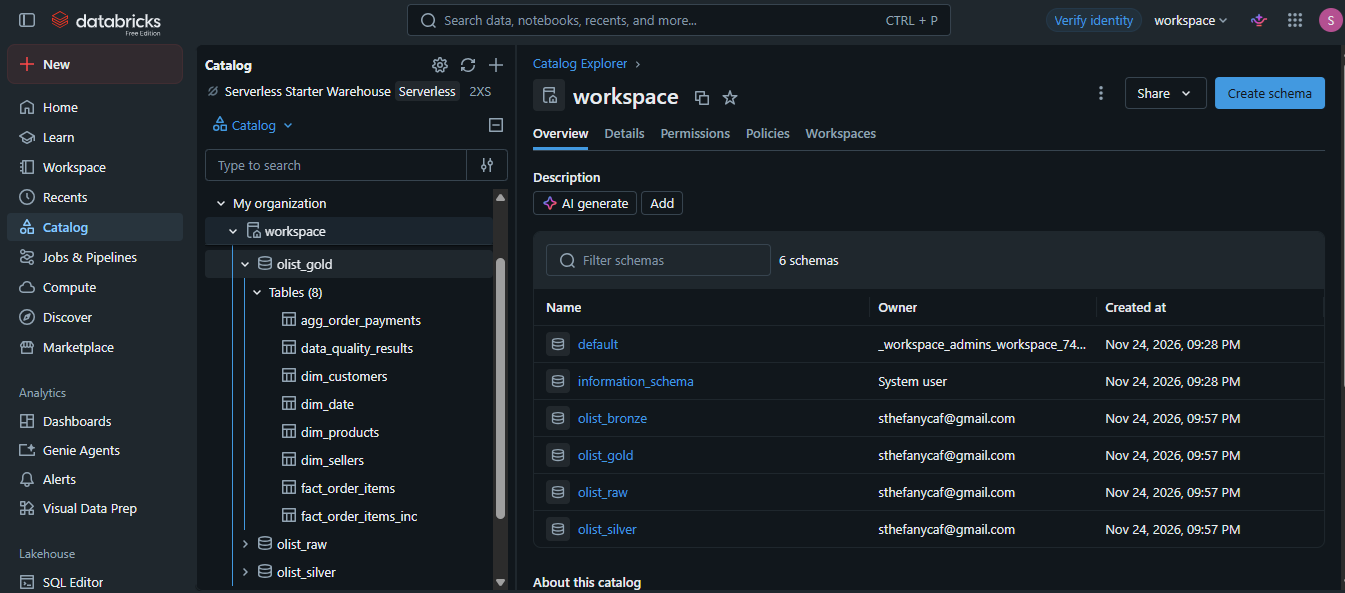 databricks
Free Edition
Search data, notebooks, recents, and more...
CTRL + P
Verify identity
workspace
S
New
Home
Learn
Workspace
Recents
Catalog
Jobs & Pipelines
Compute
Discover
Marketplace
Analytics
Dashboards
Genie Agents
Alerts
Visual Data Prep
Lakehouse
SQL Editor
Catalog
Serverless Starter Warehouse Serverless 2XS
Catalog
Type to search
My organization
workspace
olist_gold
Tables (8)
agg_order_payments
data_quality_results
dim_customers
dim_date
dim_products
dim_sellers
fact_order_items
fact_order_items_inc
olist_raw
olist_silver
Catalog Explorer ›
workspace
Share
Create schema
Overview Details Permissions Policies Workspaces
Description
AI generate Add
Filter schemas 6 schemas
Name Owner Created at
default _workspace_admins_workspace_74... Nov 24, 2026, 09:28 PM
information_schema System user Nov 24, 2026, 09:28 PM
olist_bronze sthefanycaf@gmail.com Nov 24, 2026, 09:57 PM
olist_gold sthefanycaf@gmail.com Nov 24, 2026, 09:57 PM
olist_raw sthefanycaf@gmail.com Nov 24, 2026, 09:57 PM
olist_silver sthefanycaf@gmail.com Nov 24, 2026, 09:57 PM
About this catalog